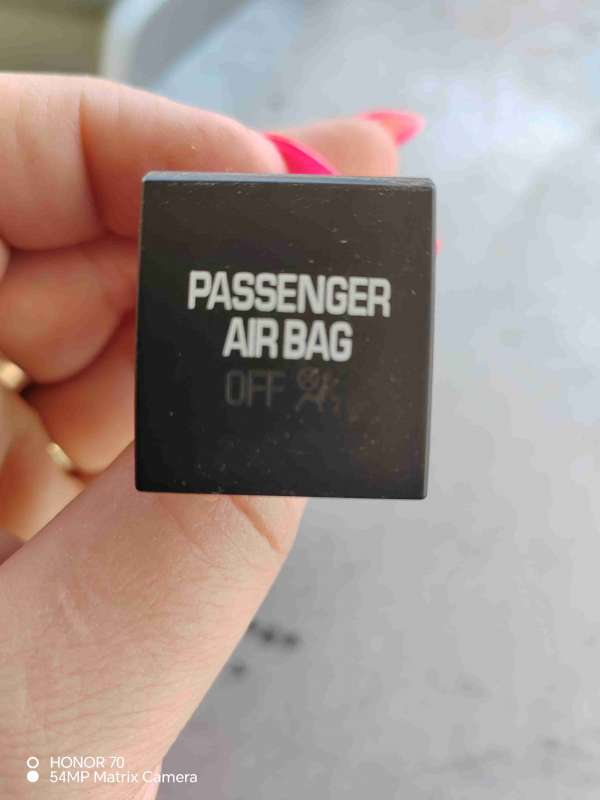 PASSENGER
AIR BAG
OFF
HONOR 70
54MP Matrix Camera